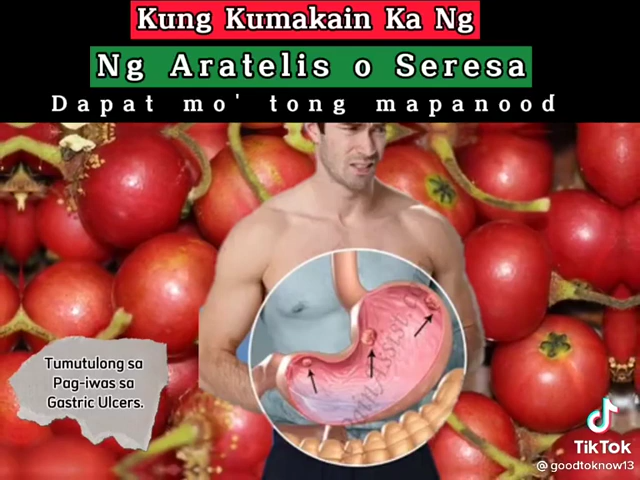 Kung Kumakain Ka Ng
Ng Aratelis o Seresa
Dapat mo' tong mapanood
Tumutulong sa
Pag-iwas sa
Gastric Ulcers.
TikTok
@goodtoknow13